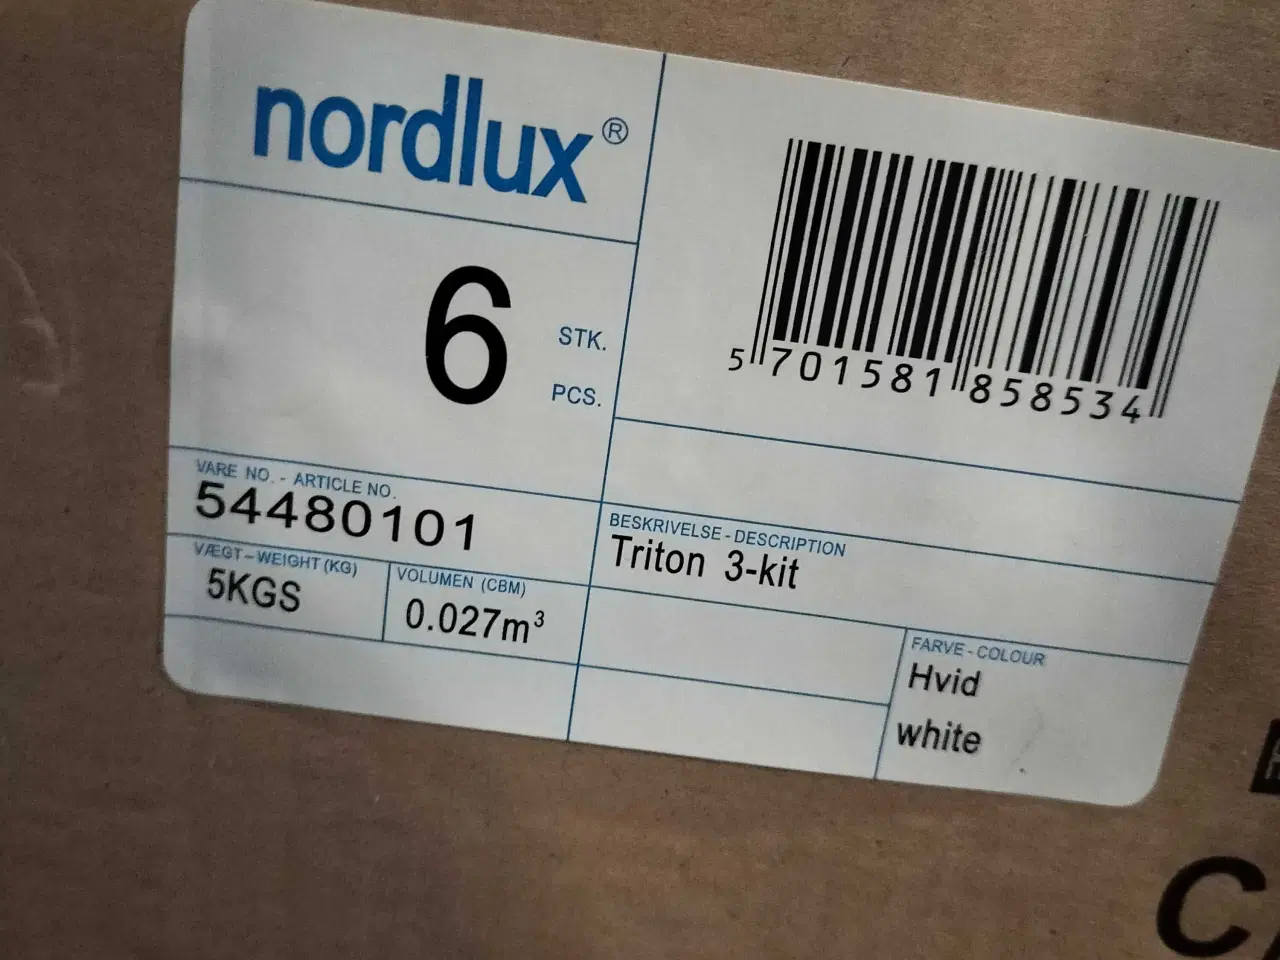 nordlux®
6 STK.
PCS.
5 701581 858534
VARE NO. - ARTICLE NO.
54480101
VÆGT - WEIGHT (KG)
5KGS
VOLUMEN (CBM)
0.027m³
BESKRIVELSE - DESCRIPTION
Triton 3-kit
FARVE - COLOUR
Hvid
white